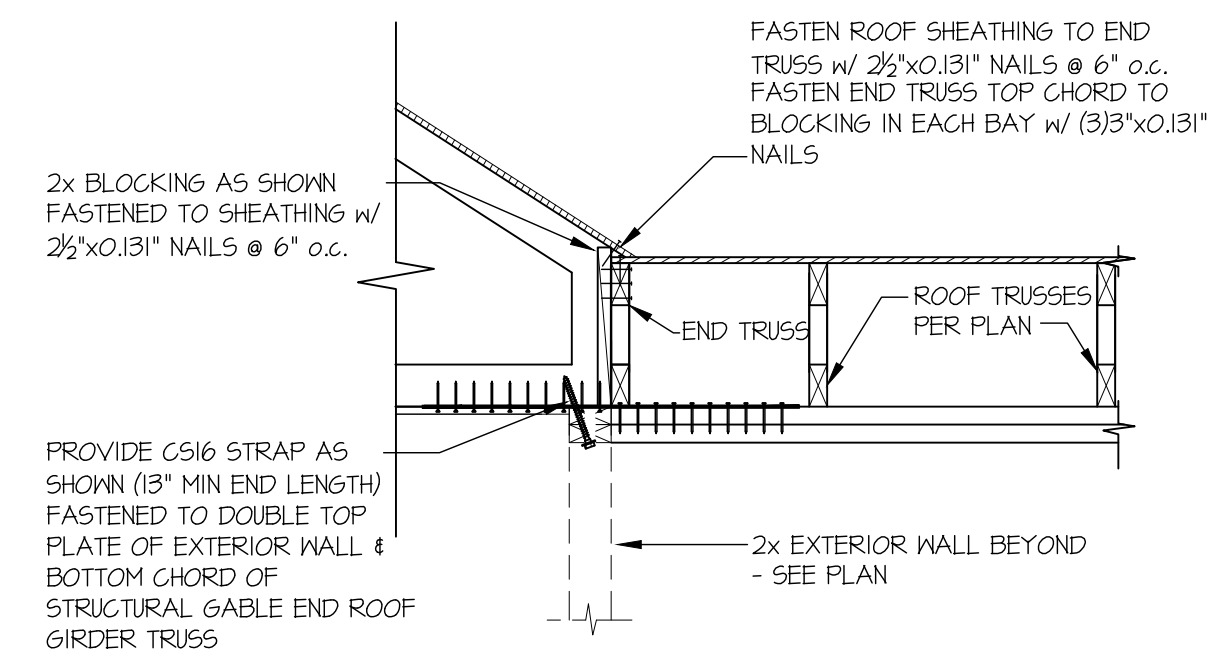 FASTEN ROOF SHEATHING TO END
TRUSS w/ 2½"x0.131" NAILS @ 6" o.c.
FASTEN END TRUSS TOP CHORD TO
BLOCKING IN EACH BAY w/ (3)3"x0.131"
NAILS
2x BLOCKING AS SHOWN
FASTENED TO SHEATHING w/
2½"x0.131" NAILS @ 6" o.c.
ROOF TRUSSES
PER PLAN
END TRUSS
PROVIDE CS16 STRAP AS
SHOWN (13" MIN END LENGTH)
FASTENED TO DOUBLE TOP
PLATE OF EXTERIOR WALL &
BOTTOM CHORD OF
STRUCTURAL GABLE END ROOF
GIRDER TRUSS
2x EXTERIOR WALL BEYOND
- SEE PLAN